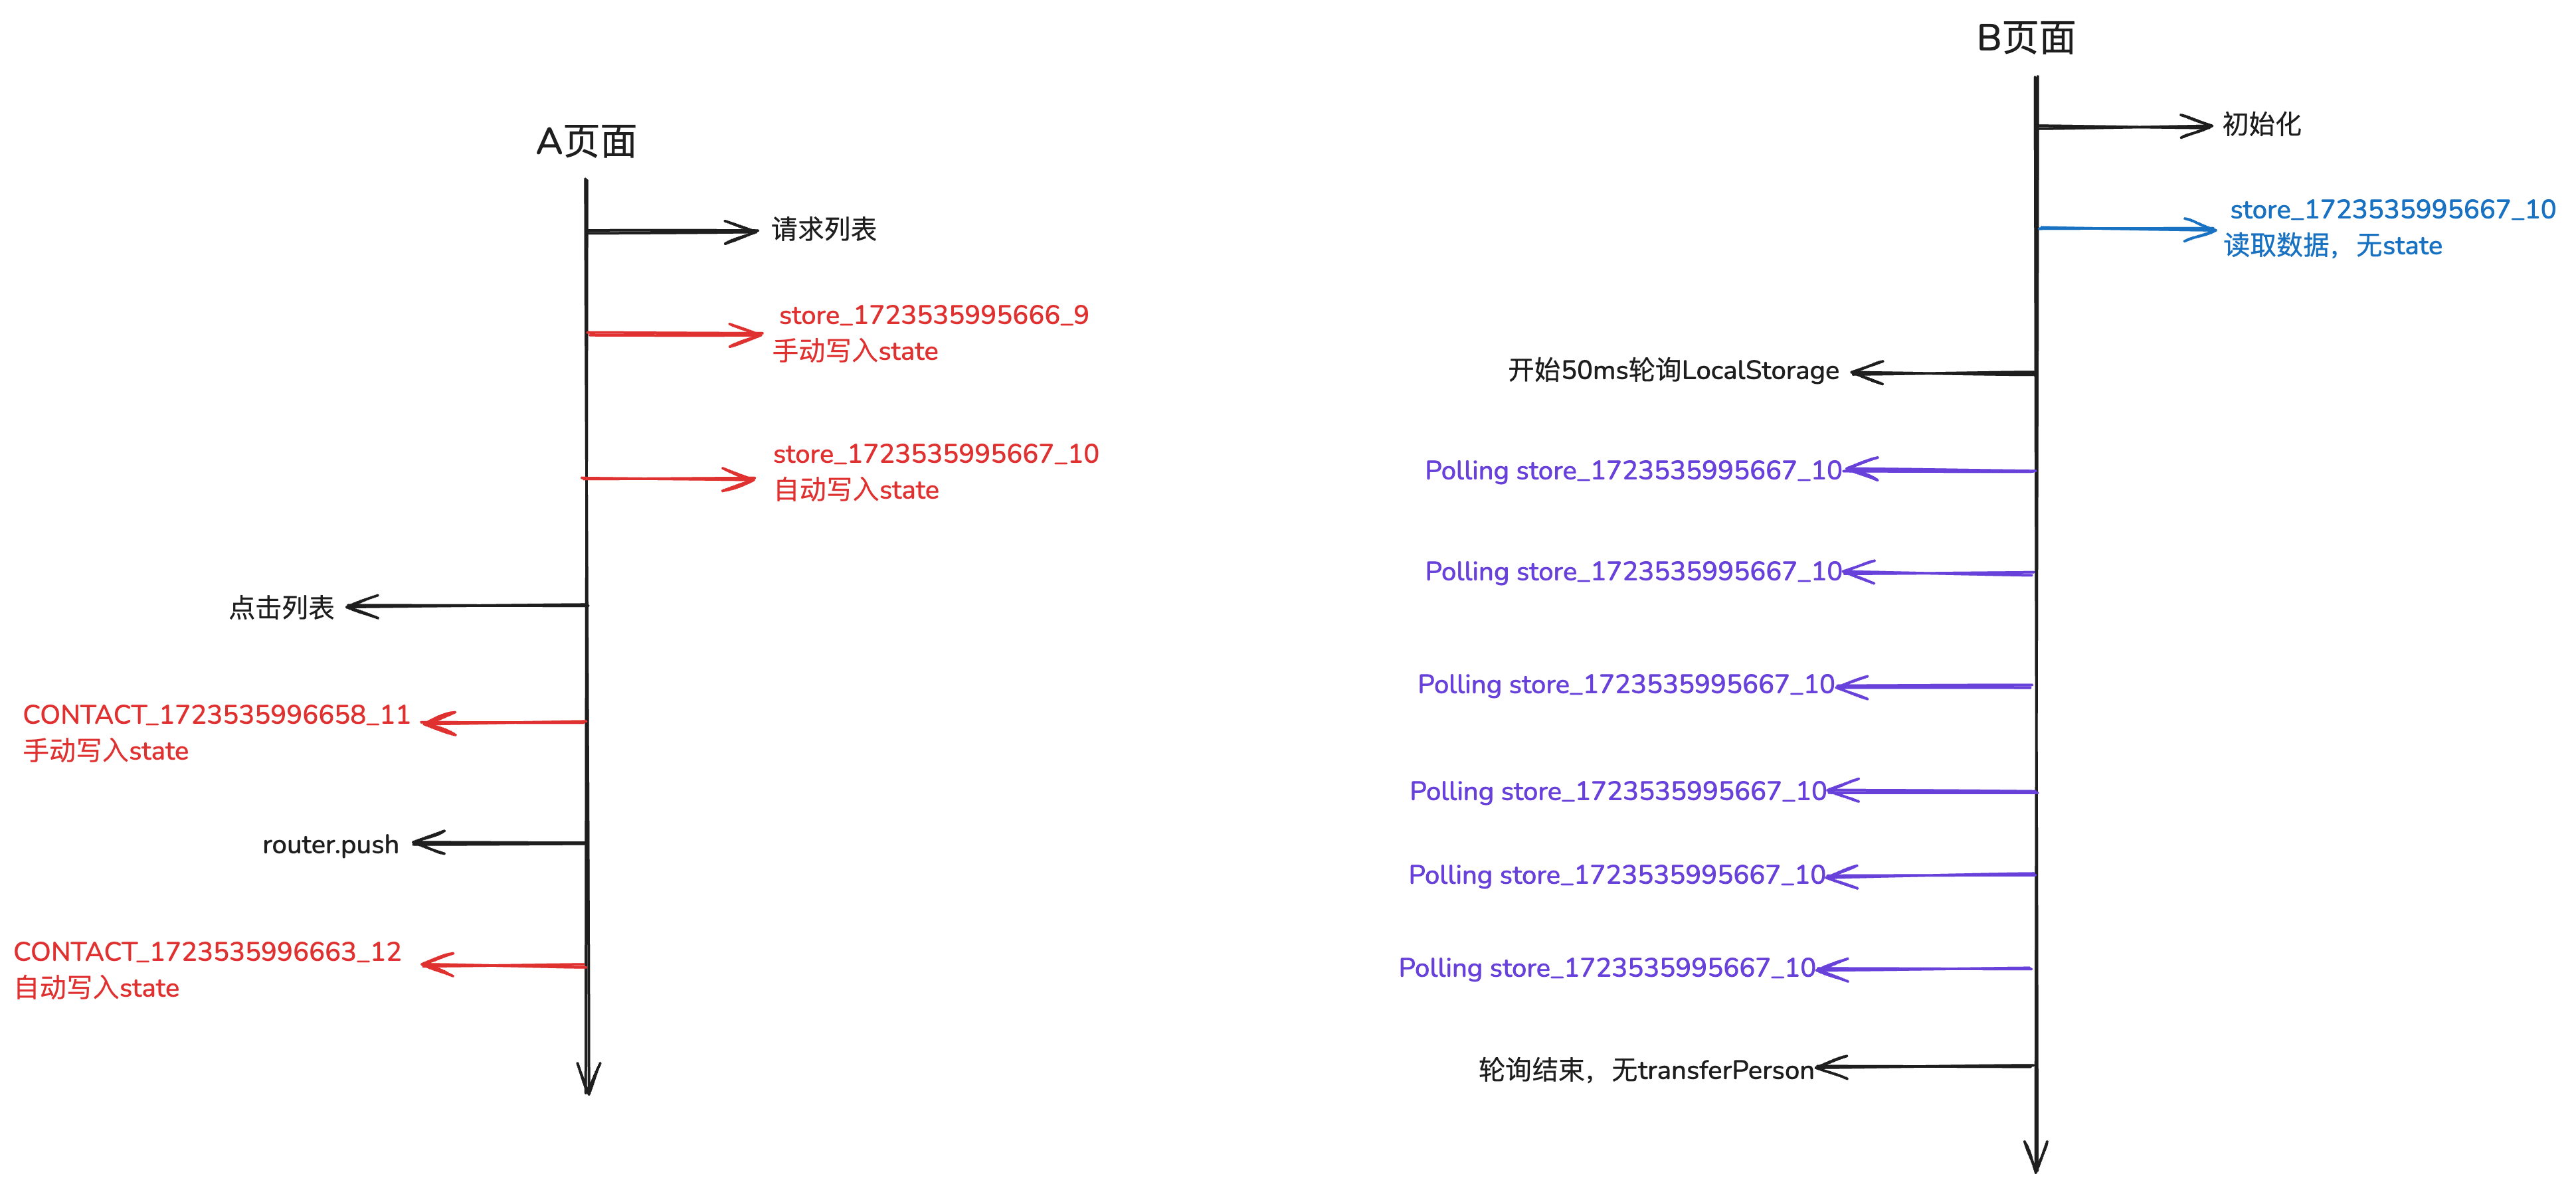 A页面
请求列表
store_1723535995666_9
手动写入state
store_1723535995667_10
自动写入state
点击列表
CONTACT_1723535996658_11
手动写入state
router.push
CONTACT_1723535996663_12
自动写入state
B页面
初始化
store_1723535995667_10
读取数据，无state
开始50ms轮询LocalStorage
Polling store_1723535995667_10
Polling store_1723535995667_10
Polling store_1723535995667_10
Polling store_1723535995667_10
Polling store_1723535995667_10
Polling store_1723535995667_10
轮询结束，无transferPerson